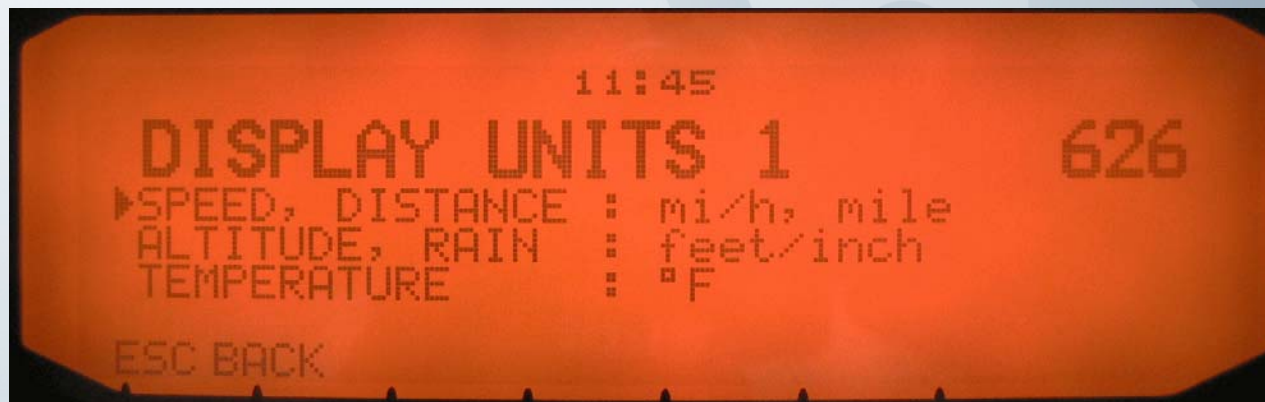 11:45
DISPLAY UNITS 1 626
▶SPEED, DISTANCE : mi/h, mile
ALTITUDE, RAIN : feet/inch
TEMPERATURE : °F
ESC BACK